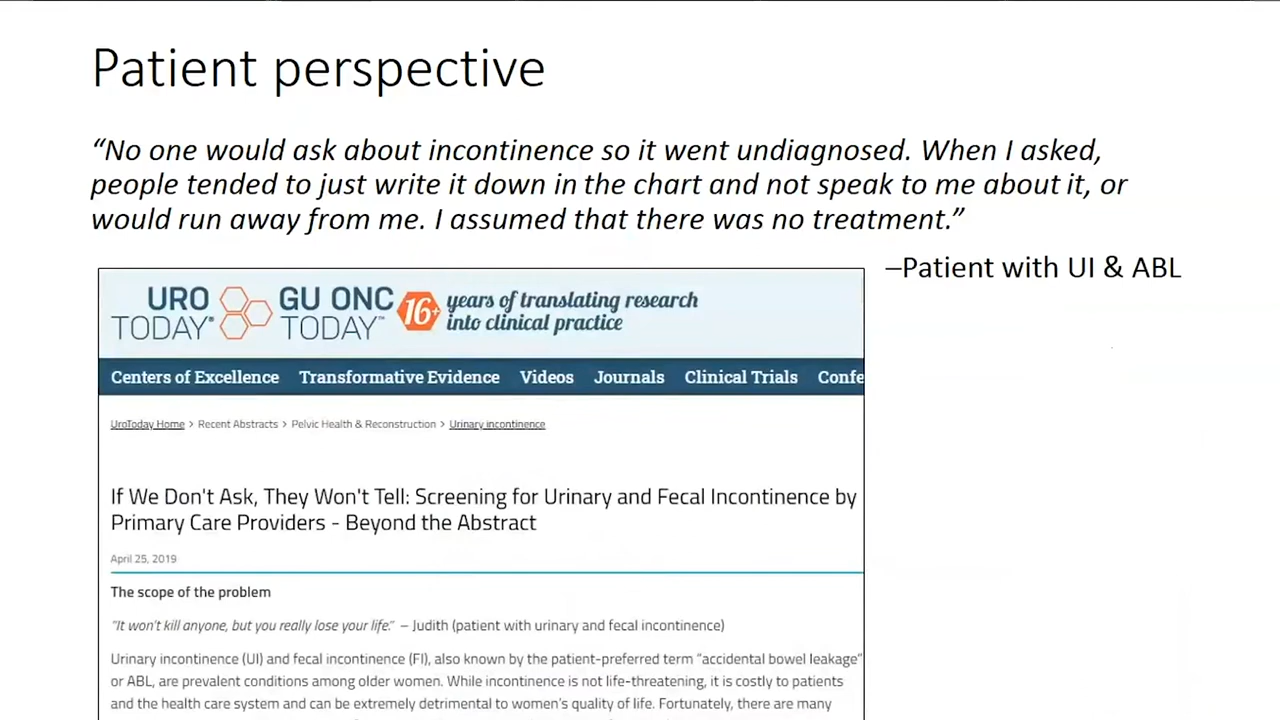 Patient perspective
“No one would ask about incontinence so it went undiagnosed. When I asked,
people tended to just write it down in the chart and not speak to me about it, or
would run away from me. I assumed that there was no treatment.”
–Patient with UI & ABL
URO TODAY® GU ONC TODAY™ 16+ years of translating research
into clinical practice
Centers of Excellence Transformative Evidence Videos Journals Clinical Trials Confe
UroToday Home > Recent Abstracts > Pelvic Health & Reconstruction > Urinary incontinence
If We Don't Ask, They Won't Tell: Screening for Urinary and Fecal Incontinence by
Primary Care Providers - Beyond the Abstract
April 25, 2019
The scope of the problem
"It won't kill anyone, but you really lose your life." – Judith (patient with urinary and fecal incontinence)
Urinary incontinence (UI) and fecal incontinence (FI), also known by the patient-preferred term "accidental bowel leakage"
or ABL, are prevalent conditions among older women. While incontinence is not life-threatening, it is costly to patients
and the health care system and can be extremely detrimental to women's quality of life. Fortunately, there are many